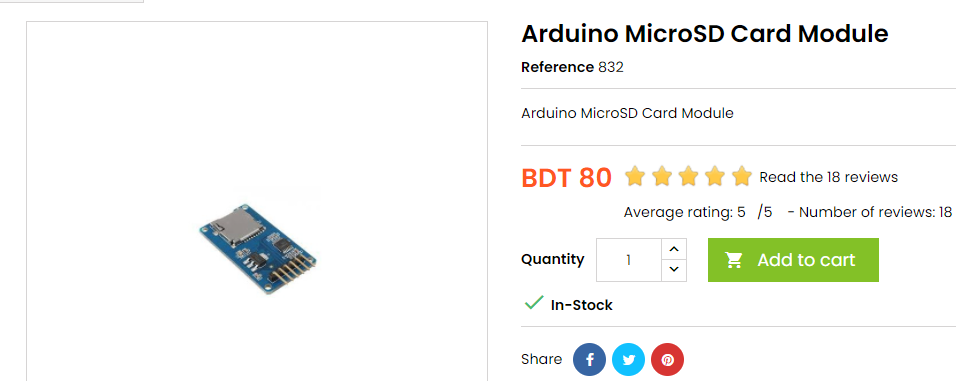 Arduino MicroSD Card Module
Reference 832
Arduino MicroSD Card Module
BDT 80 Read the 18 reviews
Average rating: 5 /5 - Number of reviews: 18
Quantity 1 Add to cart
In-Stock
Share